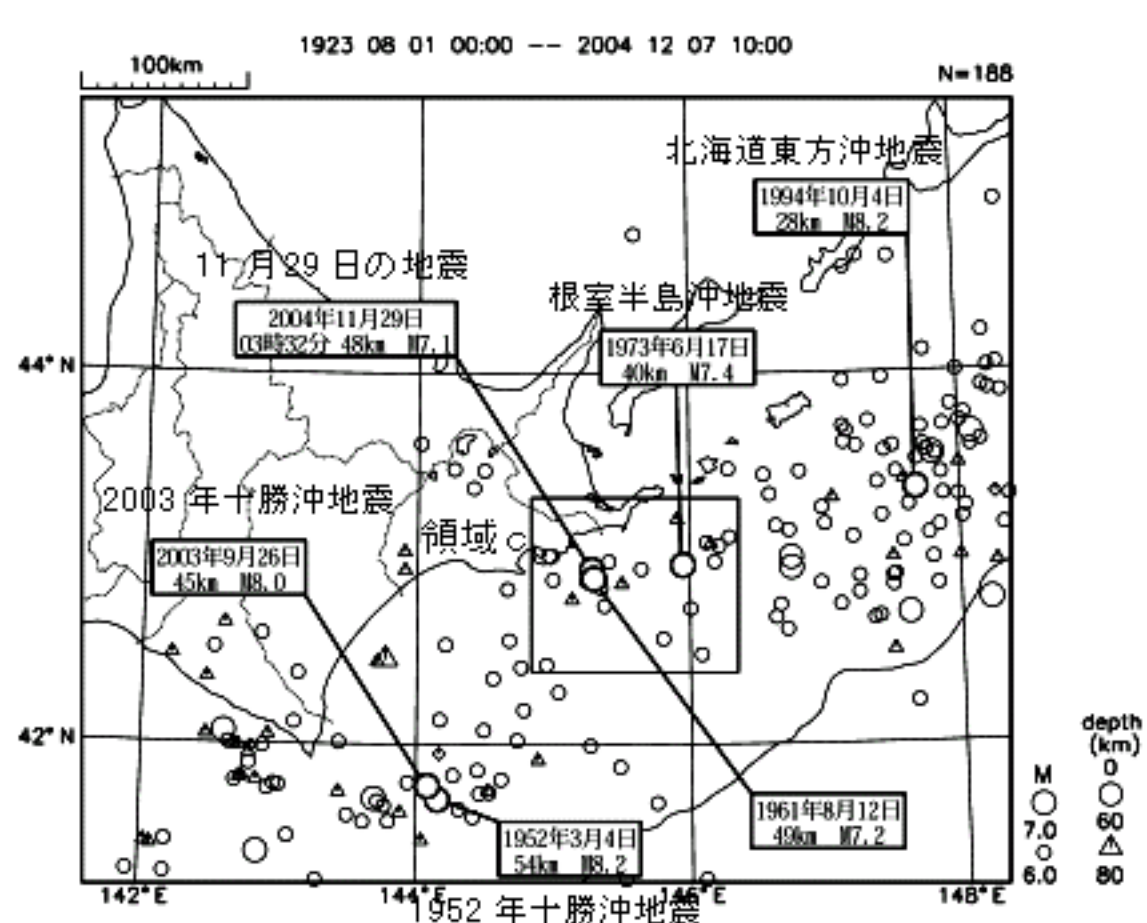 1923 08 01 00:00 -- 2004 12 07 10:00
100km
N=188
北海道東方沖地震
1994年10月4日
28km M8.2
11月29日の地震
2004年11月29日
03時32分 48km M7.1
根室半島沖地震
1973年6月17日
40km M7.4
44°N
2003年十勝沖地震
2003年9月26日
45km M8.0
領域c
42°N
1961年8月12日
49km M7.2
1952年3月4日
54km M8.2
1952年十勝沖地震
142°E
144°E
146°E
148°E
M
7.0
6.0
depth
(km)
0
60
80